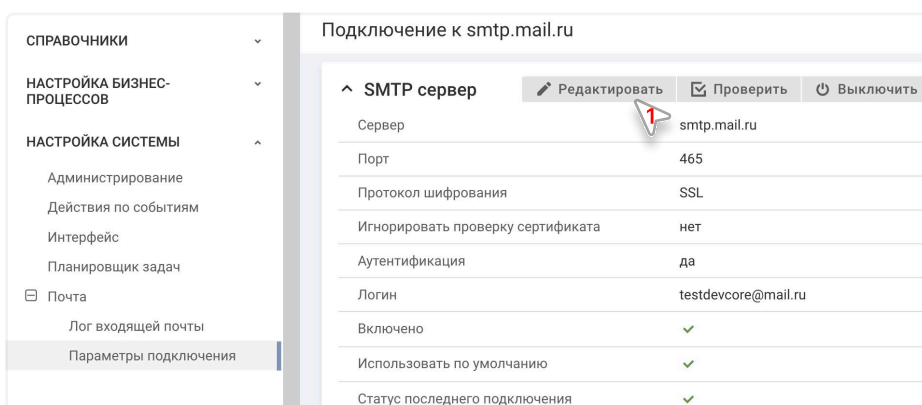 СПРАВОЧНИКИ
НАСТРОЙКА БИЗНЕС-
ПРОЦЕССОВ
НАСТРОЙКА СИСТЕМЫ
Администрирование
Действия по событиям
Интерфейс
Планировщик задач
Почта
Лог входящей почты
Параметры подключения
Подключение к smtp.mail.ru
SMTP сервер Редактировать Проверить Выключить
1
Сервер smtp.mail.ru
Порт 465
Протокол шифрования SSL
Игнорировать проверку сертификата нет
Аутентификация да
Логин testdevcore@mail.ru
Включено
Использовать по умолчанию
Статус последнего подключения